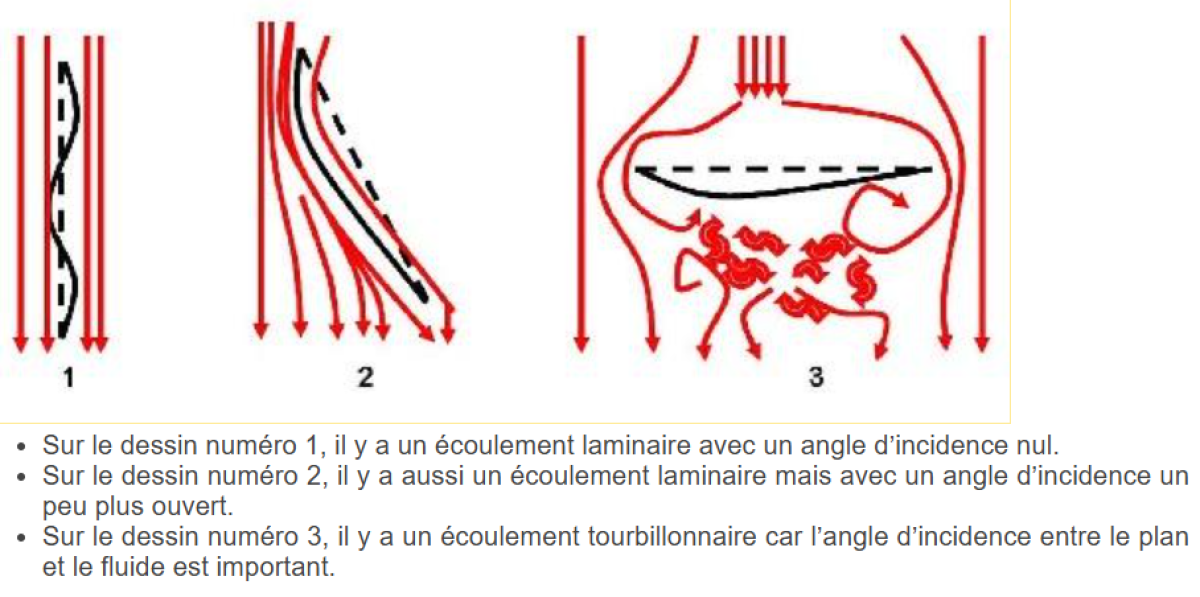 1
2
3
Sur le dessin numéro 1, il y a un écoulement laminaire avec un angle d’incidence nul.
Sur le dessin numéro 2, il y a aussi un écoulement laminaire mais avec un angle d’incidence un
peu plus ouvert.
Sur le dessin numéro 3, il y a un écoulement tourbillonnaire car l’angle d’incidence entre le plan
et le fluide est important.